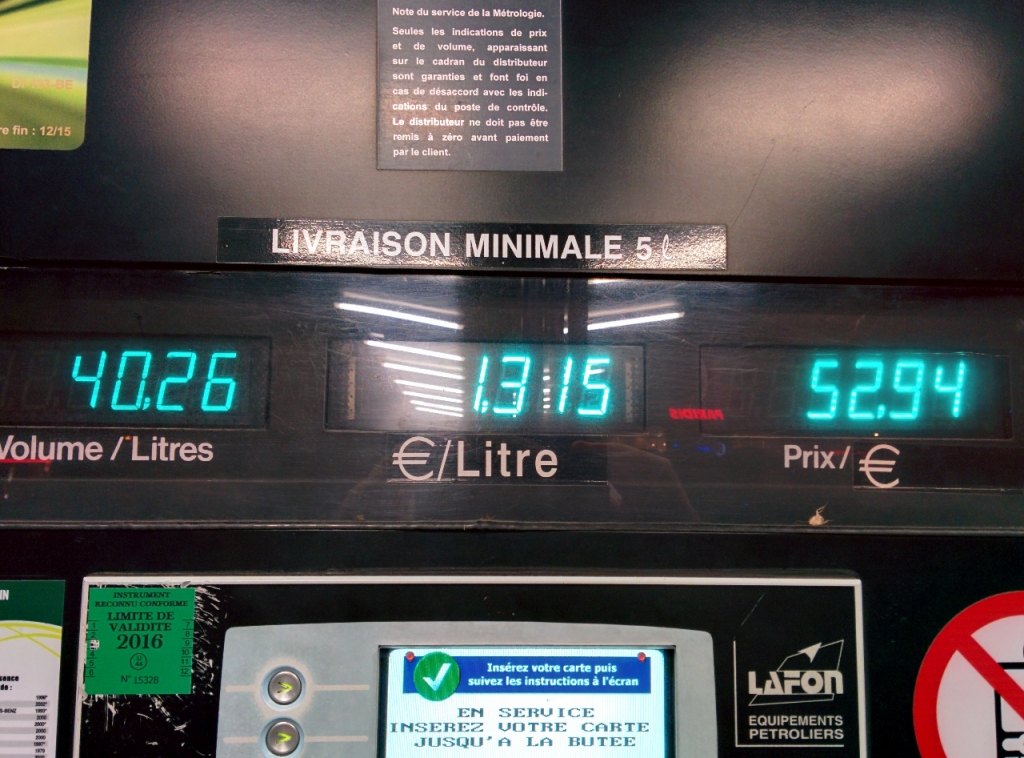 Note du service de la Métrologie.
Seules les indications de prix
et de volume, apparaissant
sur le cadran du distributeur
sont garanties et font foi en
cas de désaccord avec les indi-
cations du poste de contrôle.
Le distributeur ne doit pas être
remis à zéro avant paiement
par le client.
re fin : 12/15
LIVRAISON MINIMALE 5 l
40.26
1.315
52.94
PARIDIS
Volume / Litres
€/Litre
Prix/€
INSTRUMENT
RECONNU CONFORME
LIMITE DE
VALIDITE
2016
N° 15328
Insérez votre carte puis
suivez les instructions à l'écran
EN SERVICE
INSEREZ VOTRE CARTE
JUSQU'A LA BUTEE
LAFON
EQUIPEMENTS
PETROLIERS